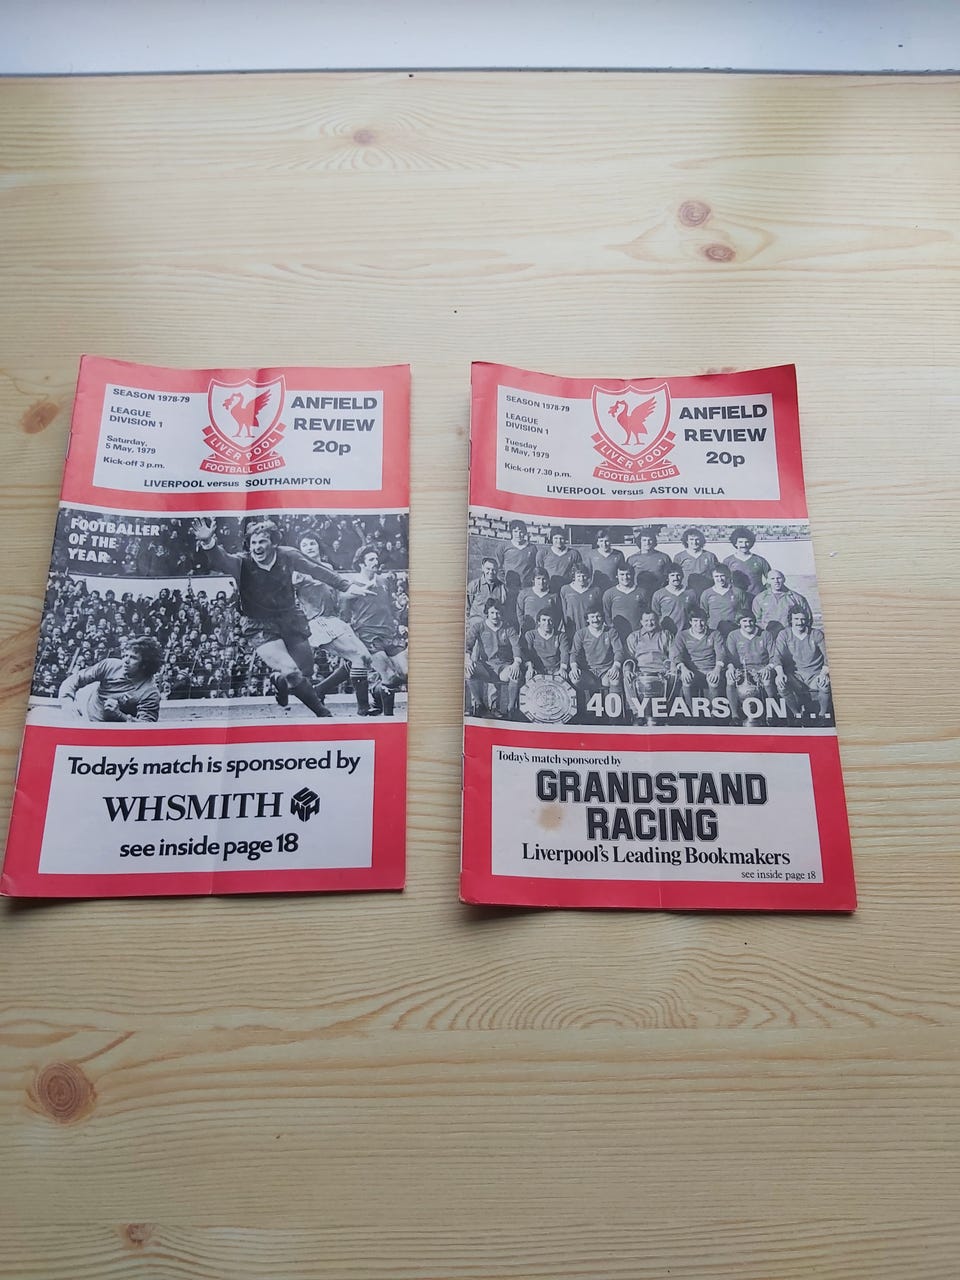 SEASON 1978-79
LEAGUE
DIVISION 1
Saturday,
5 May, 1979
Kick-off 3 p.m.
LIVERPOOL
FOOTBALL CLUB
ANFIELD
REVIEW
20p
LIVERPOOL versus SOUTHAMPTON
FOOTBALLER
OF THE
YEAR...
Today's match is sponsored by
WHSMITH
see inside page 18
SEASON 1978-79
LEAGUE
DIVISION 1
Tuesday
8 May, 1979
Kick-off 7.30 p.m.
LIVERPOOL
FOOTBALL CLUB
ANFIELD
REVIEW
20p
LIVERPOOL versus ASTON VILLA
40 YEARS ON...
Today's match sponsored by
GRANDSTAND
RACING
Liverpool's Leading Bookmakers
see inside page 18